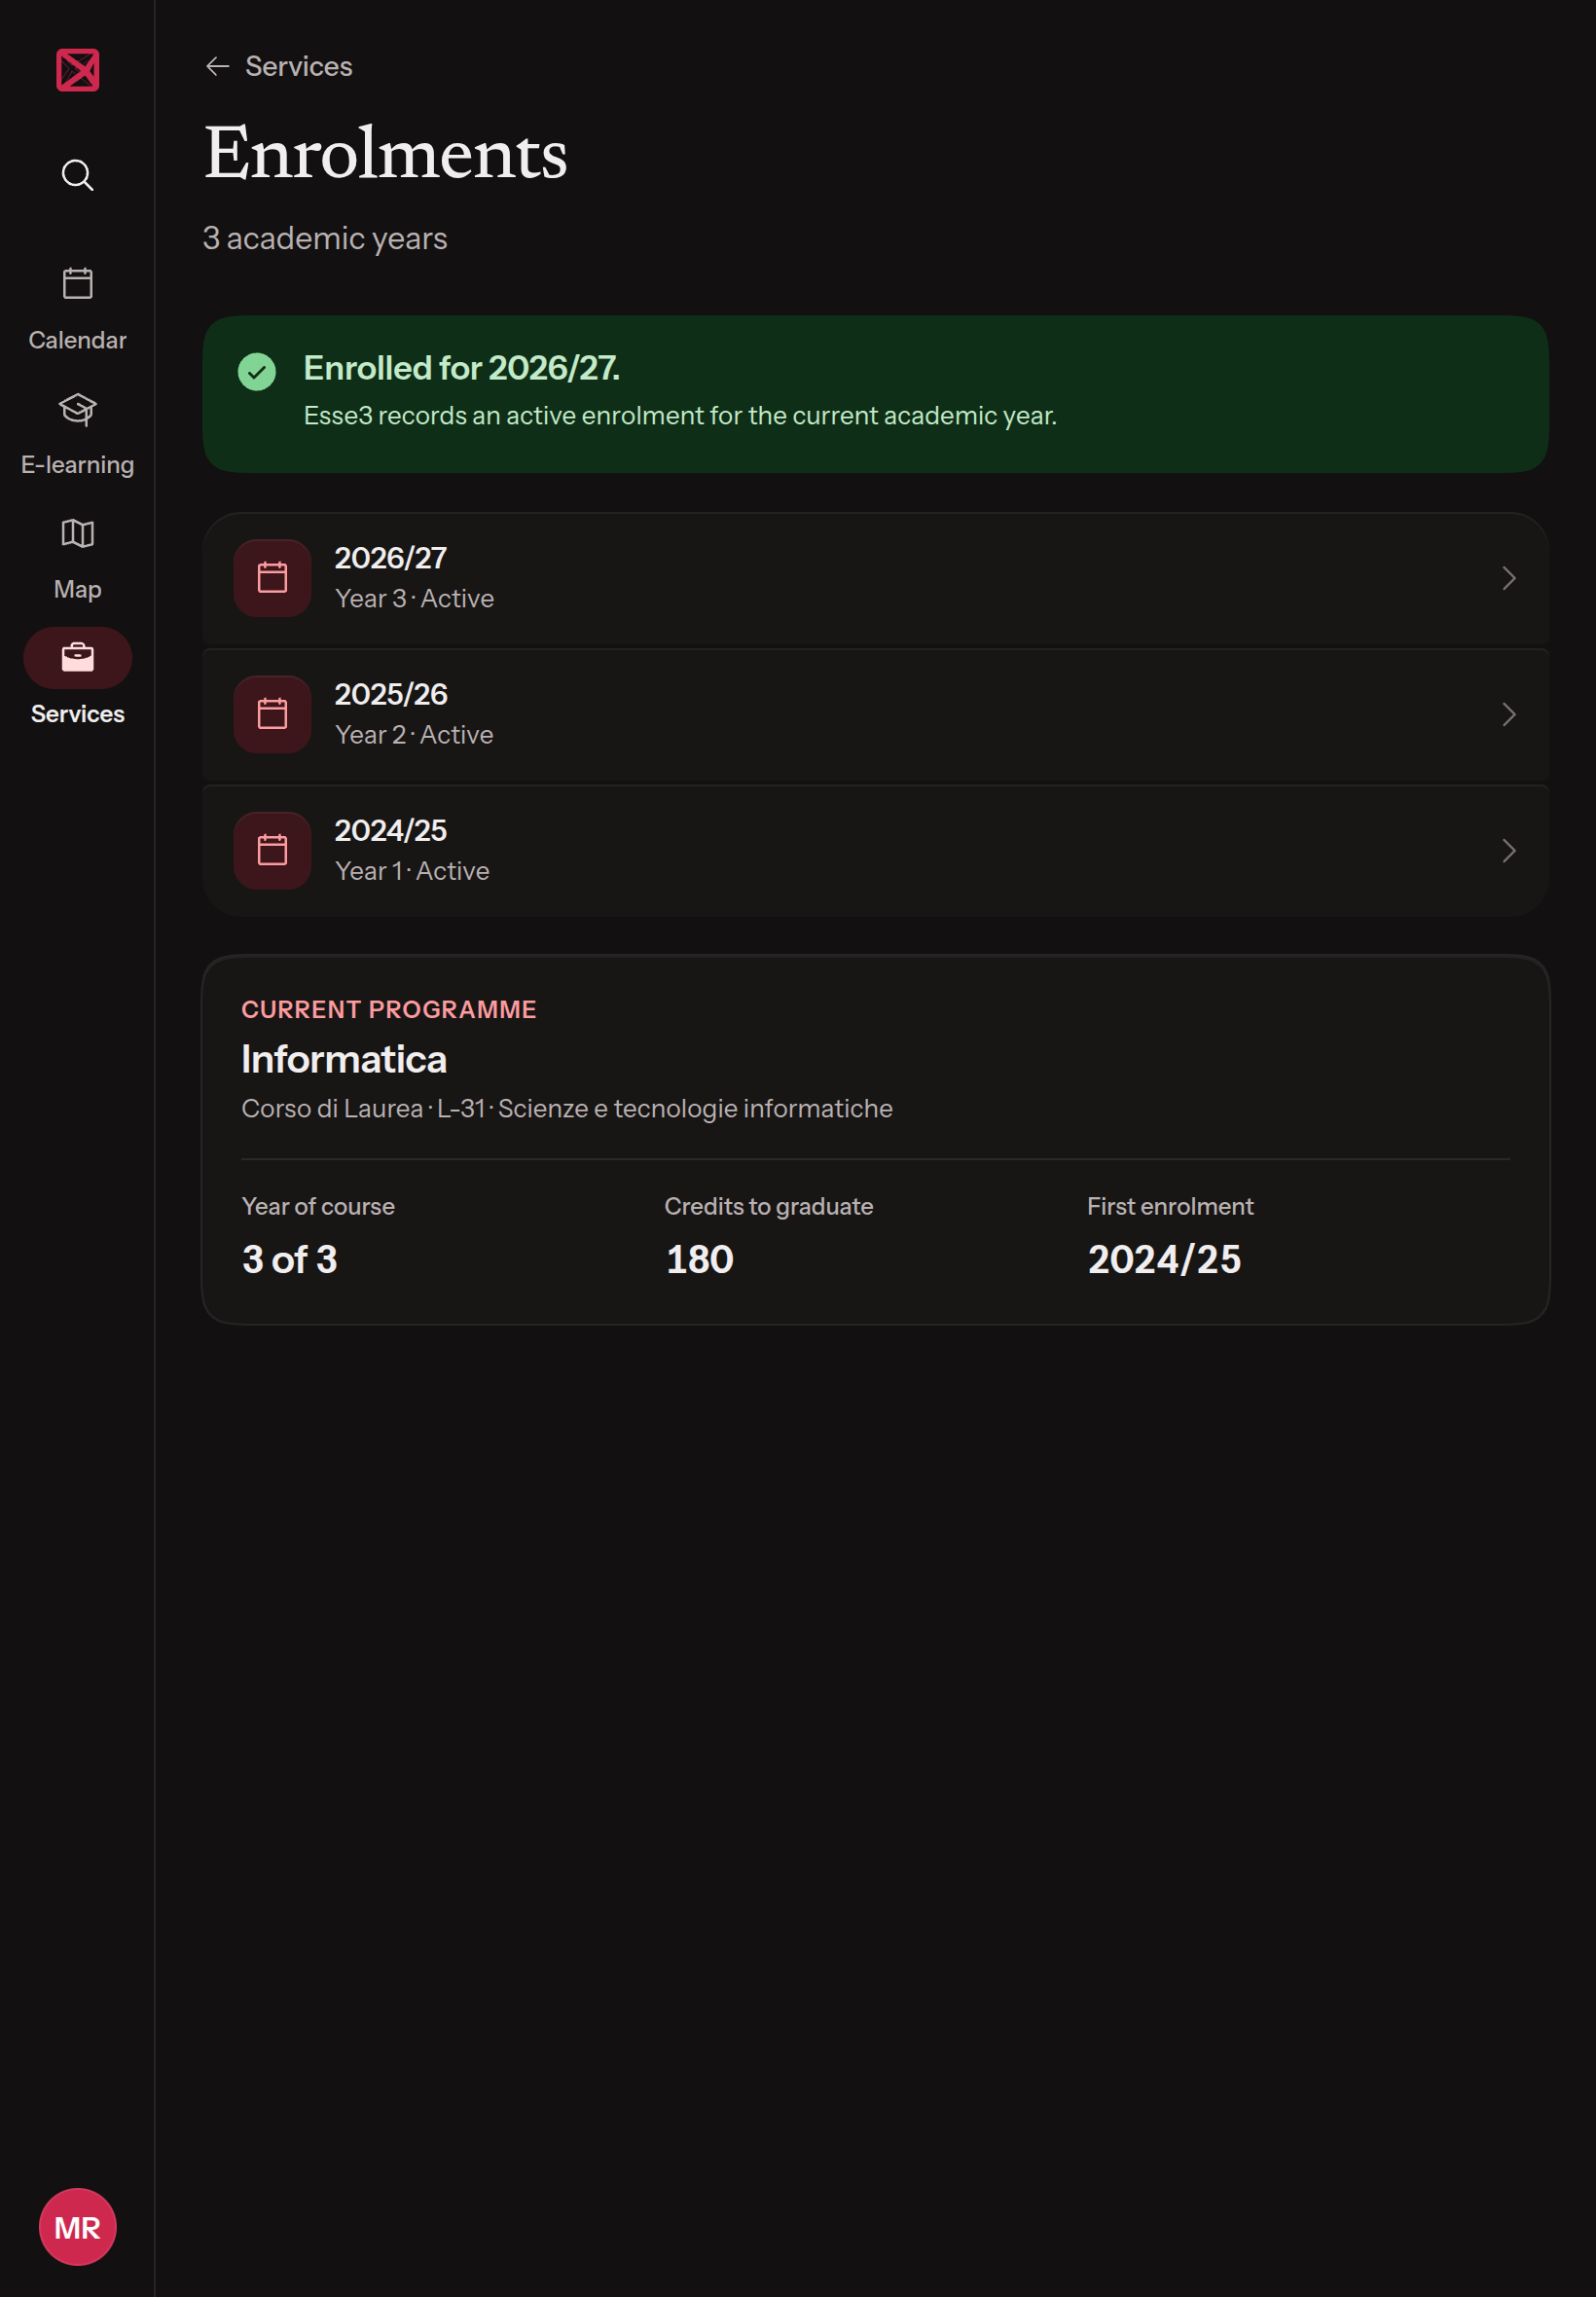 Services
Enrolments
3 academic years
Calendar
E-learning
Map
Services
Enrolled for 2026/27.
Esse3 records an active enrolment for the current academic year.
2026/27
Year 3 · Active
2025/26
Year 2 · Active
2024/25
Year 1 · Active
CURRENT PROGRAMME
Informatica
Corso di Laurea · L-31 · Scienze e tecnologie informatiche
Year of course
3 of 3
Credits to graduate
180
First enrolment
2024/25
MR